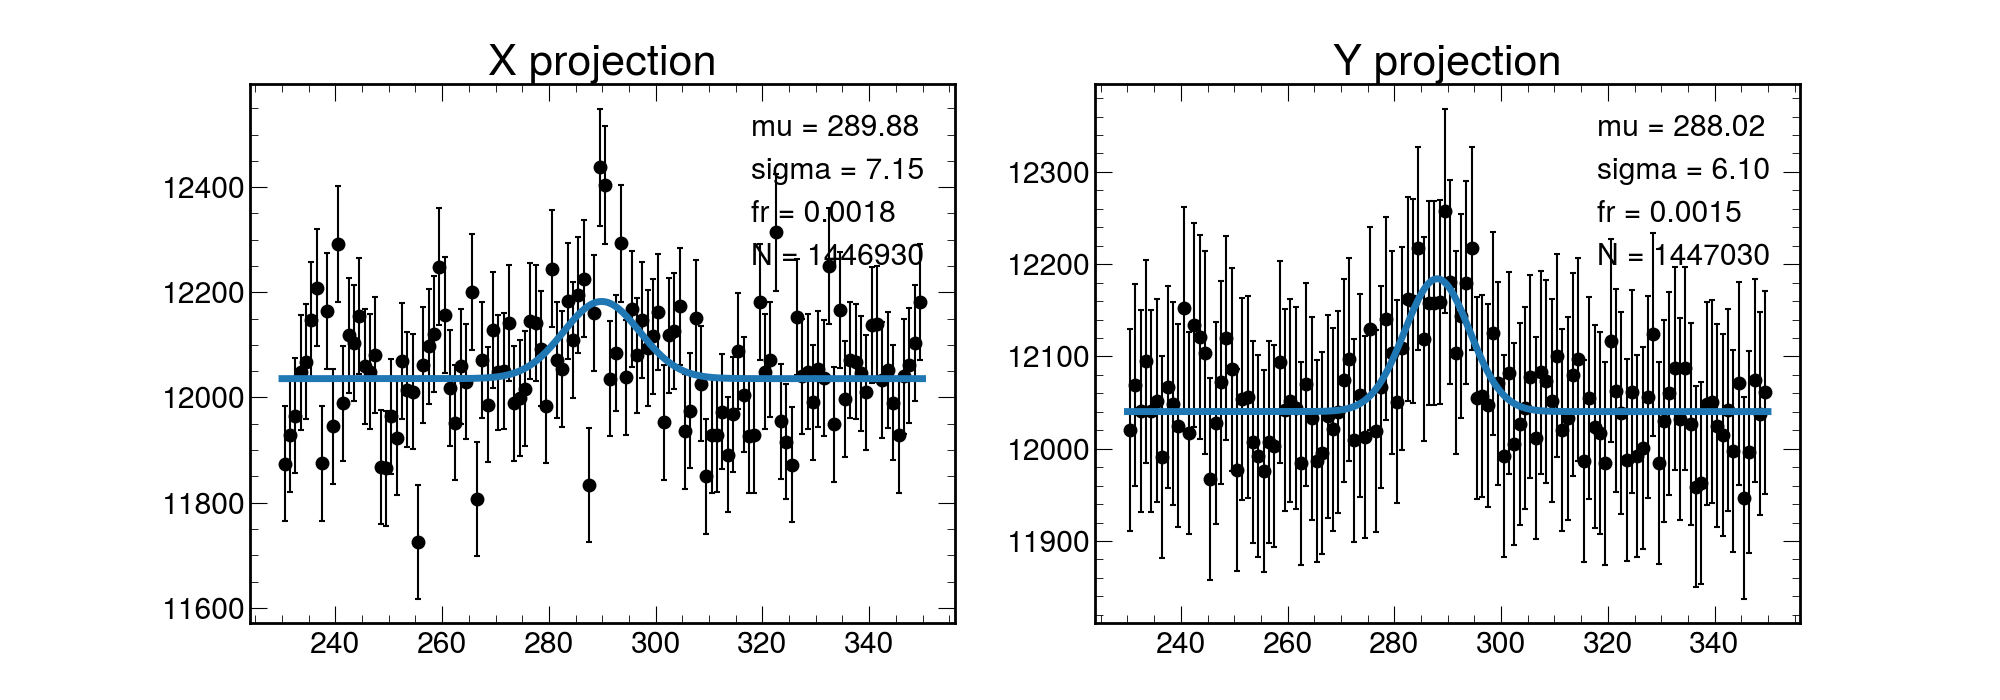 X projection
mu = 289.88
sigma = 7.15
fr = 0.0018
N = 1446930
12400
12200
12000
11800
11600
240 260 280 300 320 340
Y projection
mu = 288.02
sigma = 6.10
fr = 0.0015
N = 1447030
12300
12200
12100
12000
11900
240 260 280 300 320 340